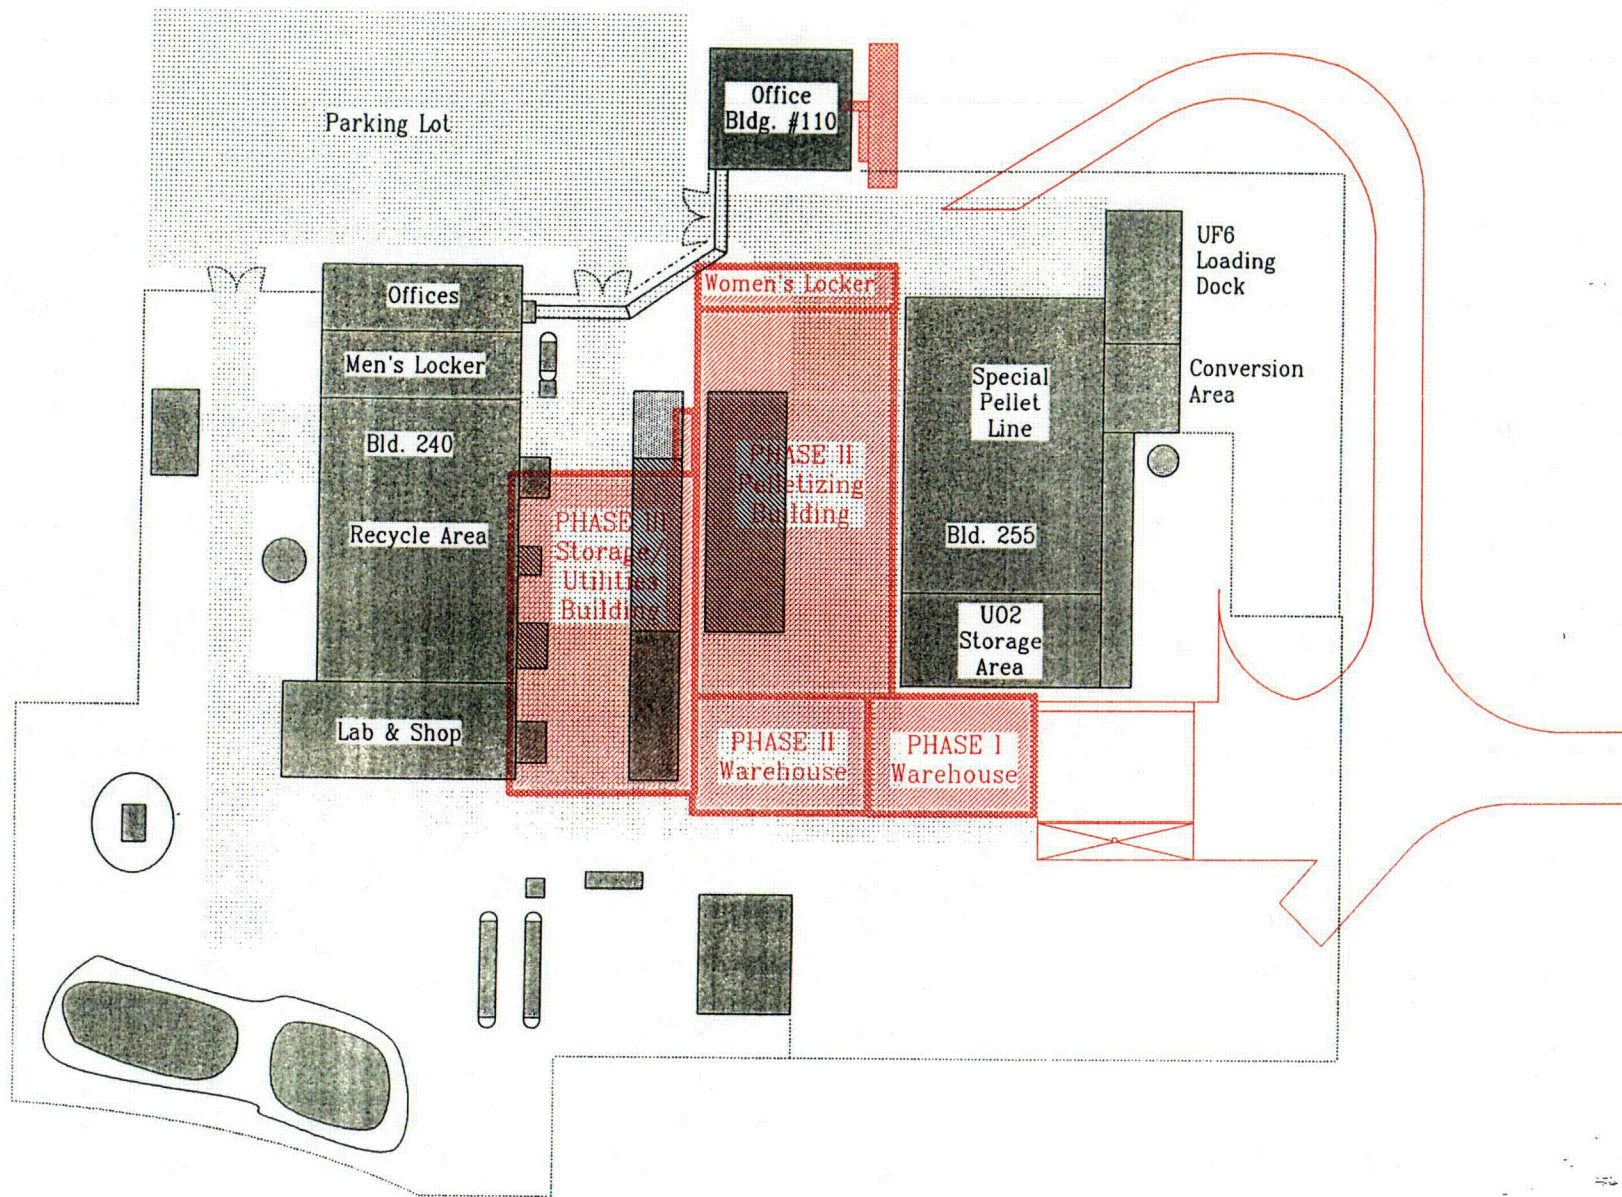 Parking Lot
Office
Bldg. #110
UF6
Loading
Dock
Offices
Women's Locker
Men's Locker
Conversion
Area
Special
Pellet
Line
Bld. 240
PHASE II
Pelletizing
Building
Recycle Area
PHASE III
Storage/
Utilities
Building
Bld. 255
UO2
Storage
Area
Lab & Shop
PHASE II
Warehouse
PHASE I
Warehouse